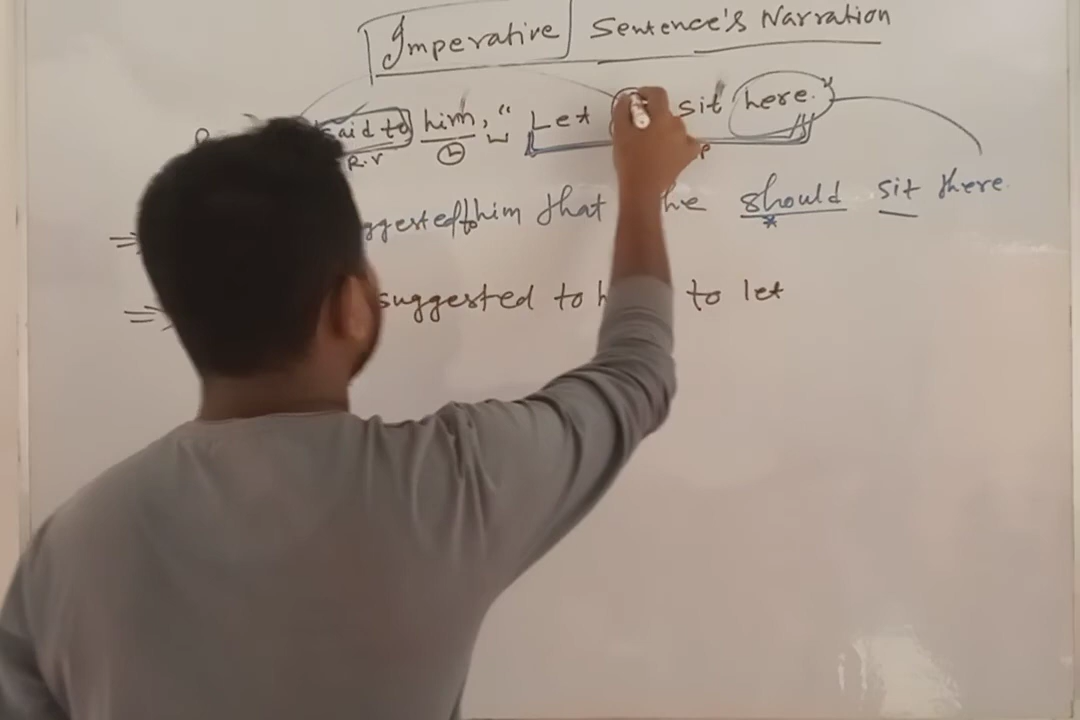 Imperative Sentence's Narration
said to him, " Let sit here."
R.V
suggested to him that he should sit there.
suggested to to let